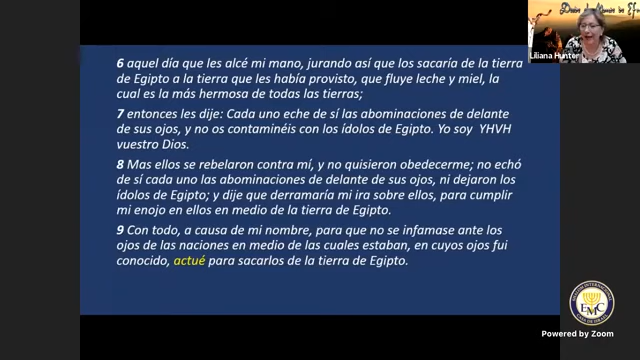 6 aquel día que les alcé mi mano, jurando así que los sacaría de la tierra
de Egipto a la tierra que les había provisto, que fluye leche y miel, la
cual es la más hermosa de todas las tierras;
7 entonces les dije: Cada uno eche de sí las abominaciones de delante
de sus ojos, y no os contaminéis con los ídolos de Egipto. Yo soy YHVH
vuestro Dios.
8 Mas ellos se rebelaron contra mí, y no quisieron obedecerme; no echó
de sí cada uno las abominaciones de delante de sus ojos, ni dejaron los
ídolos de Egipto; y dije que derramaría mi ira sobre ellos, para cumplir
mi enojo en ellos en medio de la tierra de Egipto.
9 Con todo, a causa de mi nombre, para que no se infamase ante los
ojos de las naciones en medio de las cuales estaban, en cuyos ojos fui
conocido, actué para sacarlos de la tierra de Egipto.
Liliana Hunter
EMC
Powered by Zoom